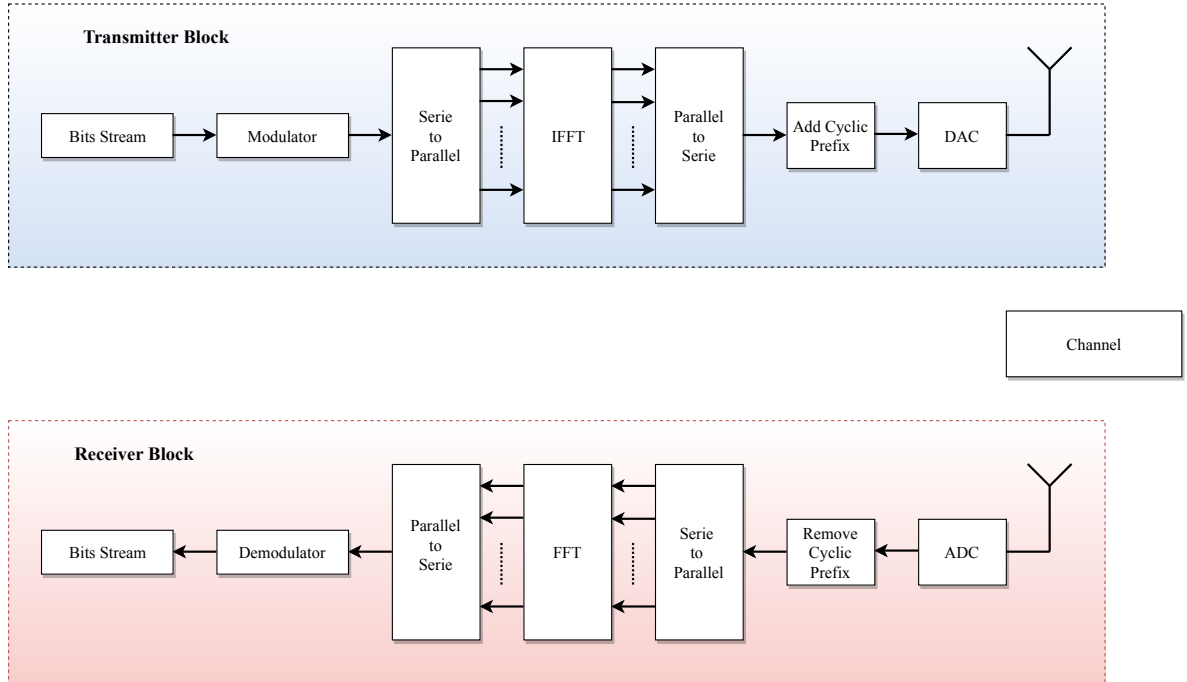 Transmitter Block
Bits Stream
Modulator
Serie
to
Parallel
IFFT
Parallel
to
Serie
Add Cyclic
Prefix
DAC
Channel
Receiver Block
Bits Stream
Demodulator
Parallel
to
Serie
FFT
Serie
to
Parallel
Remove
Cyclic
Prefix
ADC